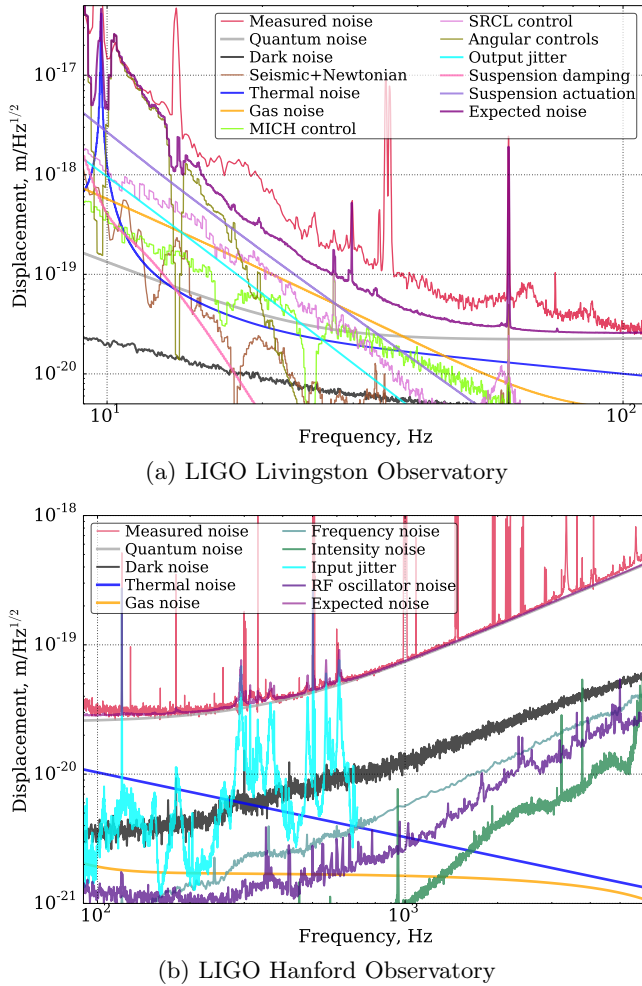 Measured noise
Quantum noise
Dark noise
Seismic+Newtonian
Thermal noise
Gas noise
MICH control
SRCL control
Angular controls
Output jitter
Suspension damping
Suspension actuation
Expected noise
Displacement, m/Hz^{1/2}
10^{-17}
10^{-18}
10^{-19}
10^{-20}
10^1
10^2
Frequency, Hz
(a) LIGO Livingston Observatory
Measured noise
Quantum noise
Dark noise
Thermal noise
Gas noise
Frequency noise
Intensity noise
Input jitter
RF oscillator noise
Expected noise
Displacement, m/Hz^{1/2}
10^{-18}
10^{-19}
10^{-20}
10^{-21}
10^2
10^3
Frequency, Hz
(b) LIGO Hanford Observatory